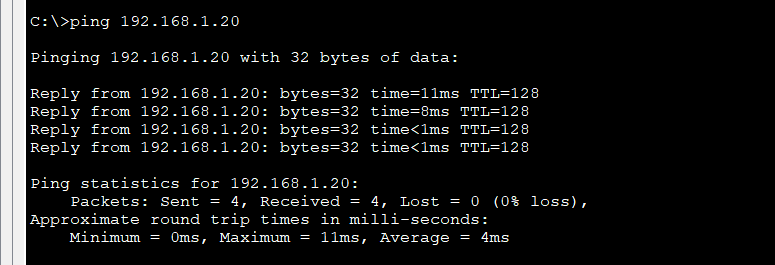 C:\>ping 192.168.1.20
Pinging 192.168.1.20 with 32 bytes of data:
Reply from 192.168.1.20: bytes=32 time=11ms TTL=128
Reply from 192.168.1.20: bytes=32 time=8ms TTL=128
Reply from 192.168.1.20: bytes=32 time<1ms TTL=128
Reply from 192.168.1.20: bytes=32 time<1ms TTL=128
Ping statistics for 192.168.1.20:
    Packets: Sent = 4, Received = 4, Lost = 0 (0% loss),
Approximate round trip times in milli-seconds:
    Minimum = 0ms, Maximum = 11ms, Average = 4ms